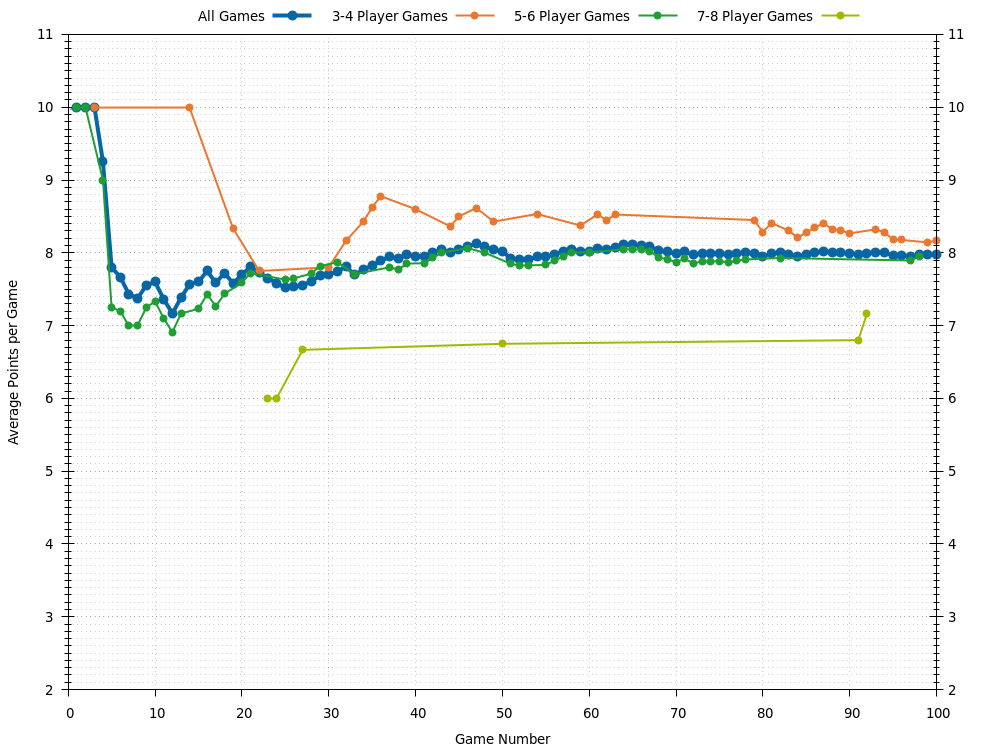 All Games 3-4 Player Games 5-6 Player Games 7-8 Player Games
11 11
10 10
9 9
8 8
7 7
6 6
5 5
4 4
3 3
2 2
Average Points per Game
0 10 20 30 40 50 60 70 80 90 100
Game Number